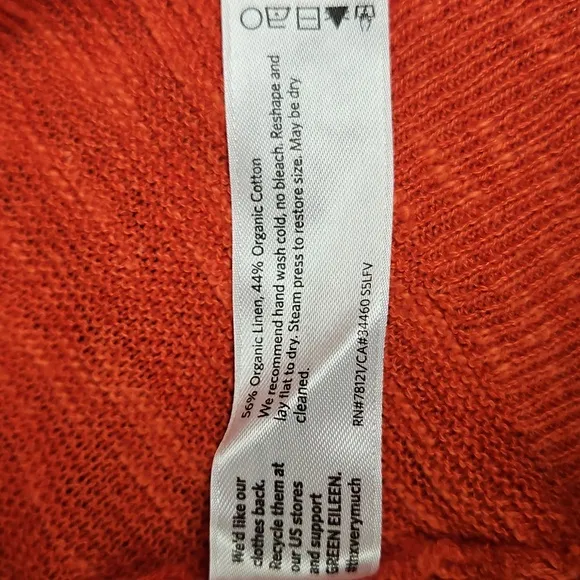 56% Organic Linen, 44% Organic Cotton
We recommend hand wash cold, no bleach. Reshape and
lay flat to dry. Steam press to restore size. May be dry
cleaned.
RN#78121/CA#34460 S5LFV
We'd like our
clothes back.
Recycle them at
our US stores
and support
GREEN EILEEN.
#txxverymuch